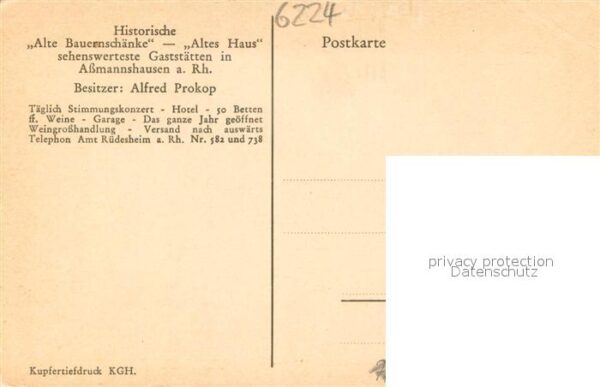 6224
Historische
„Alte Bauernschänke“ — „Altes Haus“
sehenswerteste Gaststätten in
Aßmannshausen a. Rh.
Besitzer: Alfred Prokop
Täglich Stimmungskonzert - Hotel - 50 Betten
ff. Weine - Garage - Das ganze Jahr geöffnet
Weingroßhandlung - Versand nach auswärts
Telephon Amt Rüdesheim a. Rh. Nr. 582 und 738
Kupfertiefdruck KGH.
Postkarte
privacy protection
Datenschutz